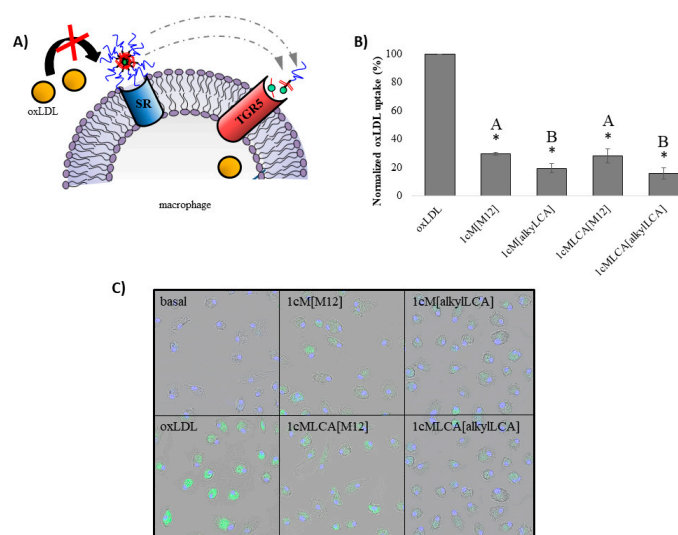 A)
oxLDL
SR
TGR5
macrophage
B)
Normalized oxLDL uptake (%)
100
80
60
40
20
0
A
*
B
*
A
*
B
*
oxLDL
1cM[M12]
1cM[alkylLCA]
1cMLCA[M12]
1cMLCA[alkylLCA]
C)
basal
1cM[M12]
1cM[alkylLCA]
oxLDL
1cMLCA[M12]
1cMLCA[alkylLCA]